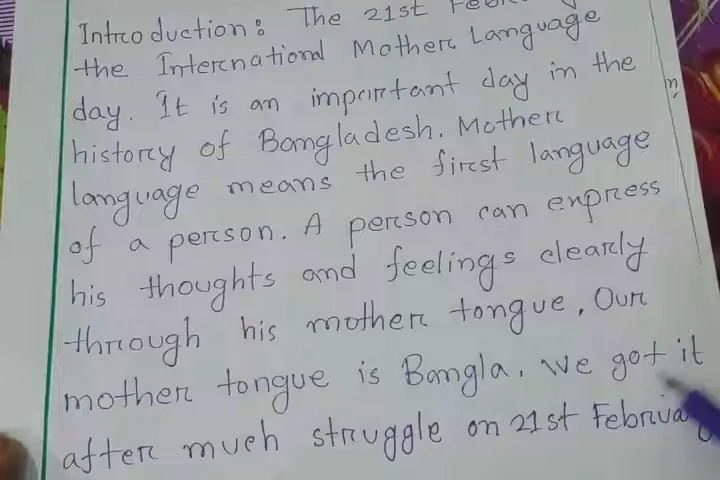 Introduction: The 21st
the International Mother Language
day. It is an important day in the
history of Bangladesh. Mother
language means the first language
of a person. A person can express
his thoughts and feelings clearly
through his mother tongue. Our
mother tongue is Bangla. We got it
after much struggle on 21st February